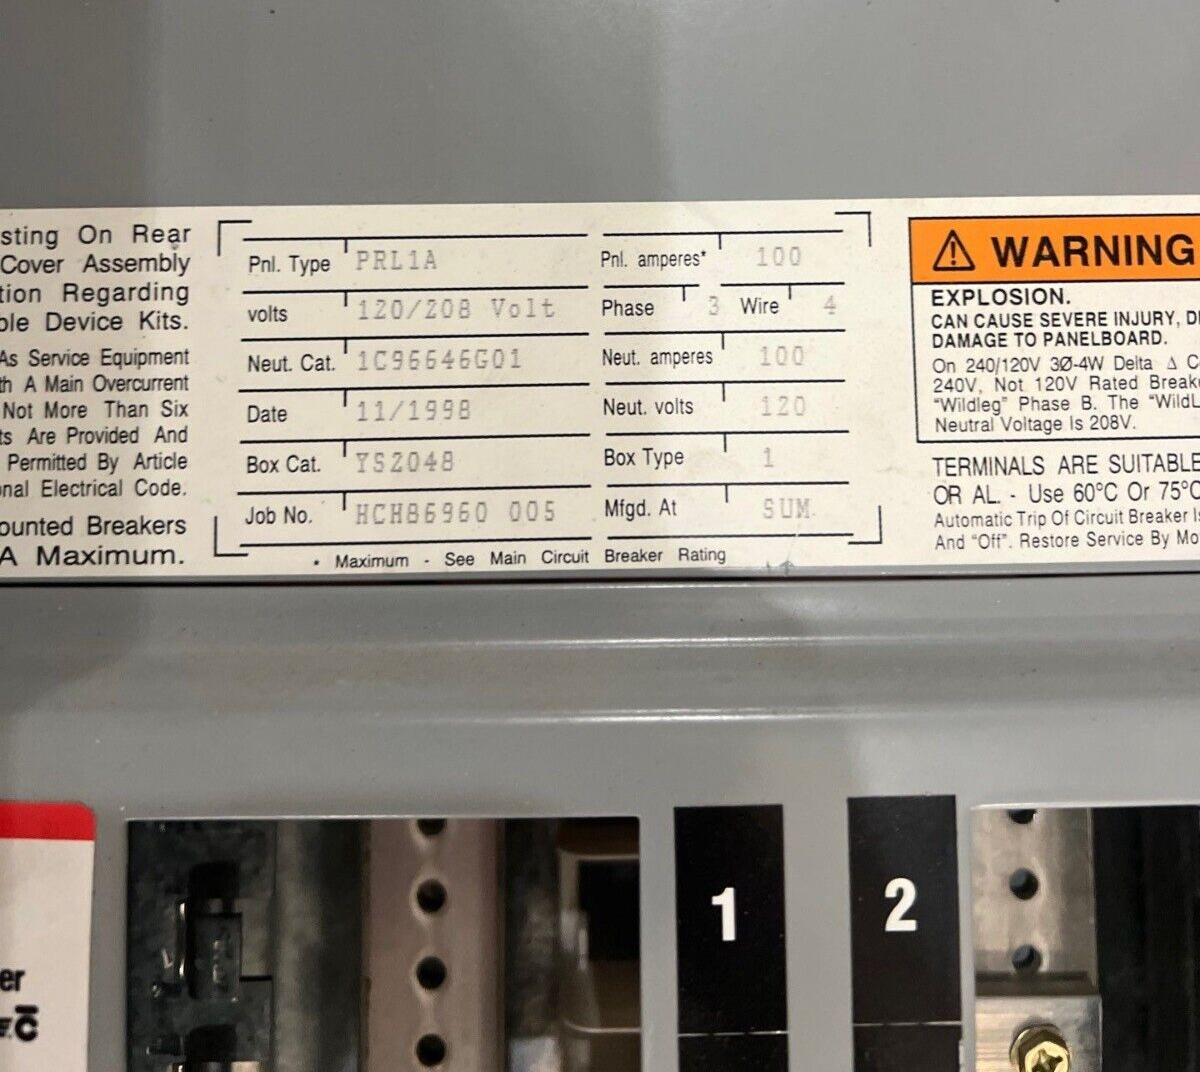 sting On Rear
Cover Assembly
tion Regarding
ole Device Kits.
As Service Equipment
th A Main Overcurrent
Not More Than Six
ts Are Provided And
Permitted By Article
onal Electrical Code.
ounted Breakers
A Maximum.
Pnl. Type PRL1A Pnl. amperes* 100
volts 120/208 Volt Phase 3 Wire 4
Neut. Cat. 1C96646G01 Neut. amperes 100
Date 11/1998 Neut. volts 120
Box Cat. YS2048 Box Type 1
Job No. HCH86960 005 Mfgd. At SUM
* Maximum - See Main Circuit Breaker Rating
WARNING
EXPLOSION.
CAN CAUSE SEVERE INJURY,
DAMAGE TO PANELBOARD.
On 240/120V 3Ø-4W Delta Δ
240V, Not 120V Rated Breake
"Wildleg" Phase B. The "WildL
Neutral Voltage Is 208V.
TERMINALS ARE SUITABLE
OR AL. - Use 60°C Or 75°C
Automatic Trip Of Circuit Breaker Is
And "Off". Restore Service By Mo
1
2
er